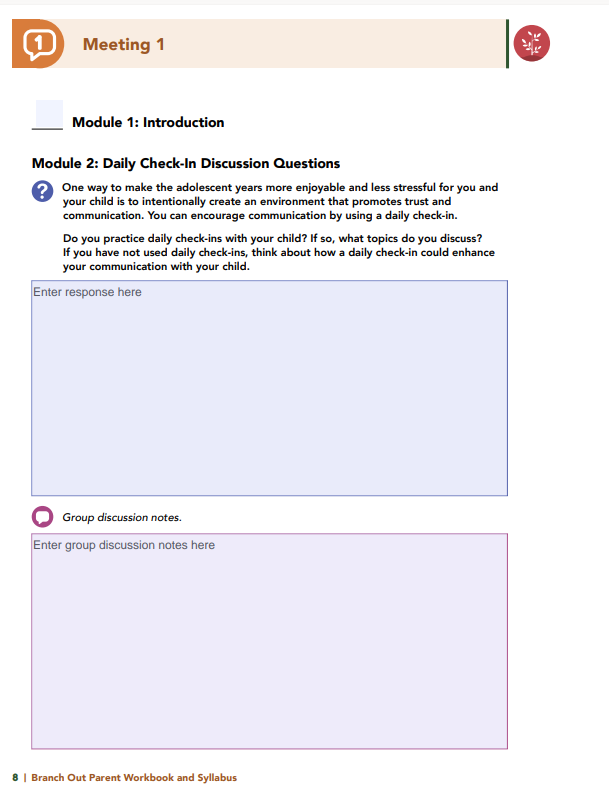 1
Meeting 1
Module 1: Introduction
Module 2: Daily Check-In Discussion Questions
?
One way to make the adolescent years more enjoyable and less stressful for you and
your child is to intentionally create an environment that promotes trust and
communication. You can encourage communication by using a daily check-in.
Do you practice daily check-ins with your child? If so, what topics do you discuss?
If you have not used daily check-ins, think about how a daily check-in could enhance
your communication with your child.
Enter response here
Group discussion notes.
Enter group discussion notes here
8 | Branch Out Parent Workbook and Syllabus